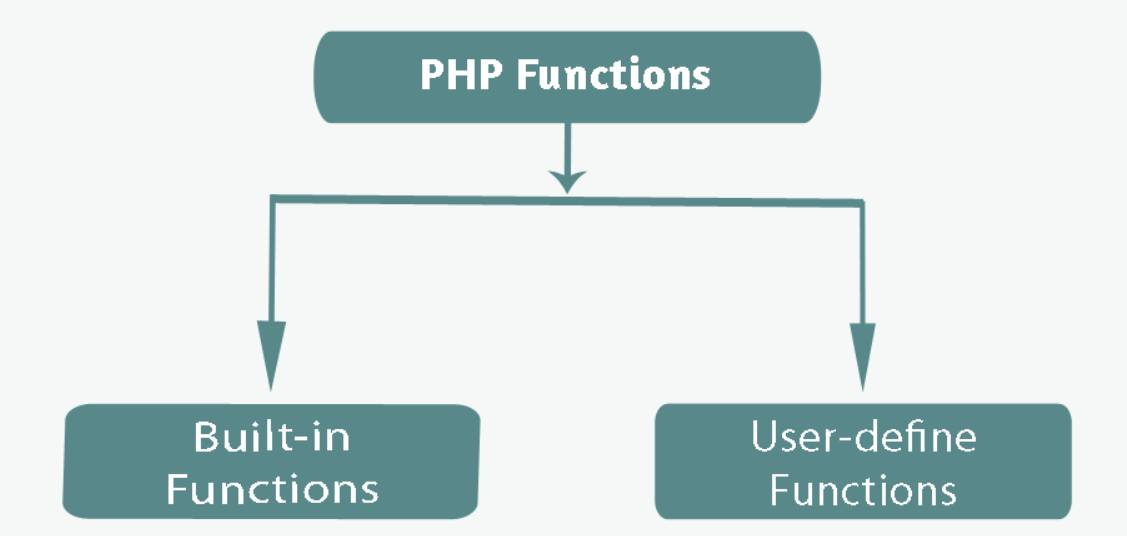 PHP Functions
Built-in
Functions
User-define
Functions